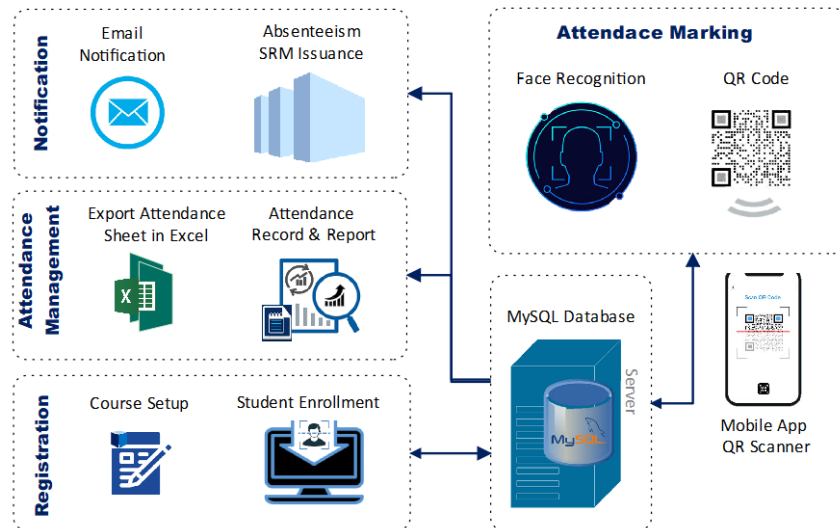 Notification
Email
Notification
Absenteeism
SRM Issuance
Attendace Marking
Face Recognition
QR Code
Attendance
Management
Export Attendance
Sheet in Excel
X
Attendance
Record & Report
MySQL Database
Server
MySQL
Scan QR Code
Mobile App
QR Scanner
Registration
Course Setup
Student Enrollment